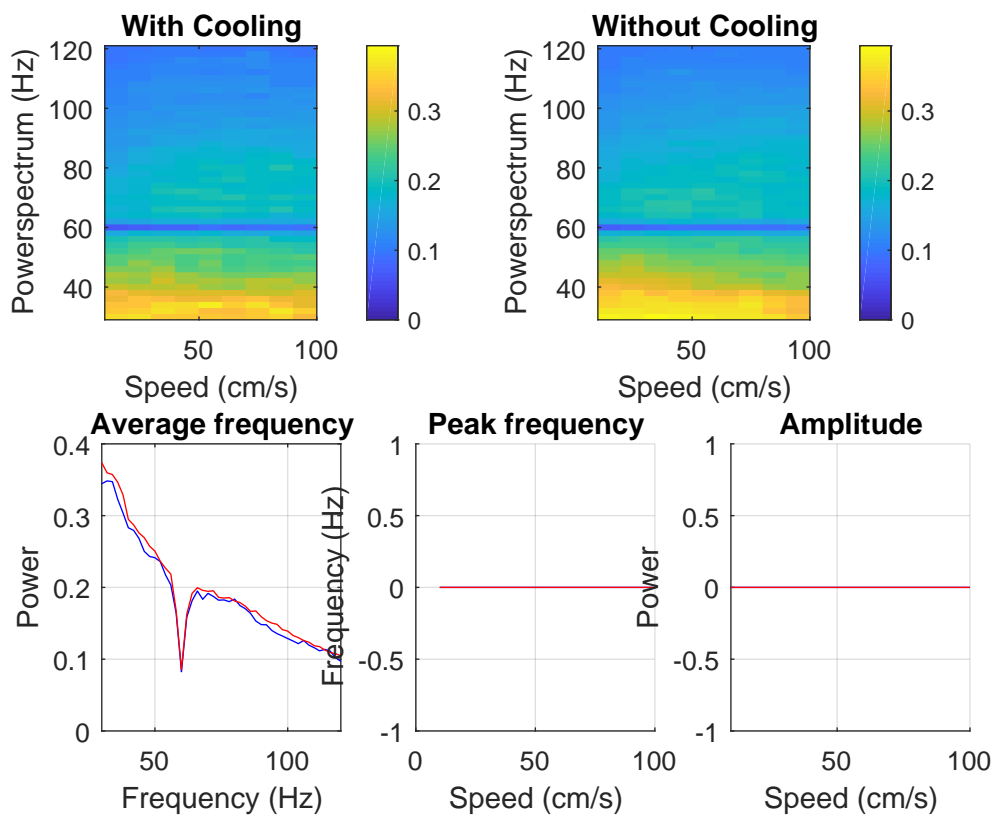 With Cooling
Without Cooling
Powerspectrum (Hz)
120
100
80
60
40
50
100
Speed (cm/s)
0.3
0.2
0.1
0
Powerspectrum (Hz)
120
100
80
60
40
50
100
Speed (cm/s)
0.3
0.2
0.1
0
Average frequency
Power
0.4
0.3
0.2
0.1
0
50
100
Frequency (Hz)
Peak frequency
Frequency (Hz)
1
0.5
0
-0.5
-1
0
50
100
Speed (cm/s)
Amplitude
Power
1
0.5
0
-0.5
-1
50
100
Speed (cm/s)